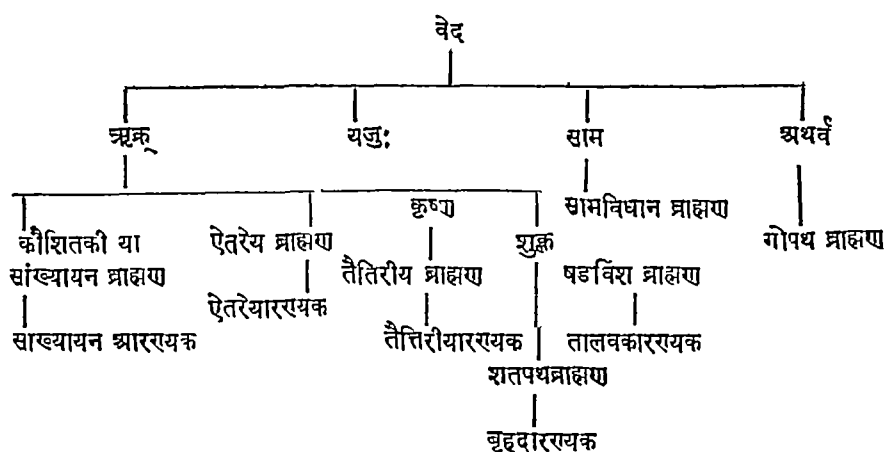 वेद
ऋक् यजुः साम अथर्व
कृष्ण सामविधान ब्राह्मण
कौशितकी या ऐतरेय ब्राह्मण शुक्ल गोपथ ब्राह्मण
सांख्यायन ब्राह्मण तैतिरीय ब्राह्मण षडविंश ब्राह्मण
ऐतरेयारण्यक
साख्यायन आरण्यक तैत्तिरीयारण्यक तालवकारण्यक
शतपथब्राह्मण
बृहदारण्यक